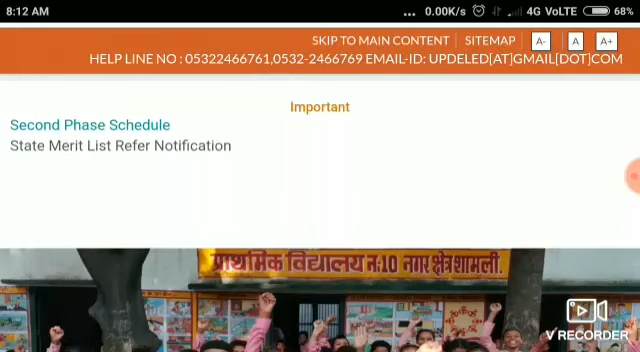 8:12 AM ... 0.00K/s 4G VoLTE 68%
SKIP TO MAIN CONTENT SITEMAP A- A A+
HELP LINE NO : 05322466761,0532-2466769 EMAIL-ID: UPDELED[AT]GMAIL[DOT]COM
Important
Second Phase Schedule
State Merit List Refer Notification
प्राथमिक विद्यालय न:10 नगर क्षेत्र शामली.
V RECORDER